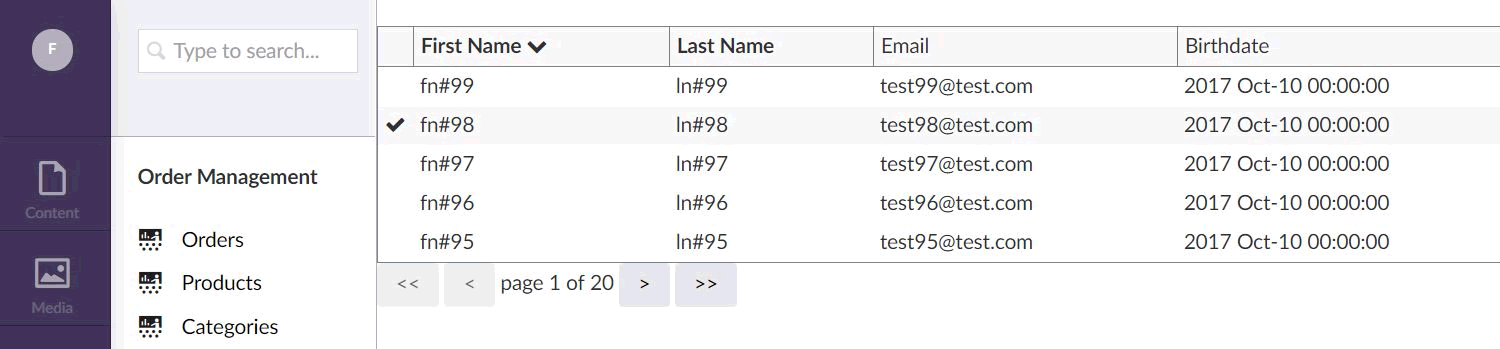 F
Content
Media
Type to search...
Order Management
Orders
Products
Categories
First Name Last Name Email Birthdate
fn#99 ln#99 test99@test.com 2017 Oct-10 00:00:00
fn#98 ln#98 test98@test.com 2017 Oct-10 00:00:00
fn#97 ln#97 test97@test.com 2017 Oct-10 00:00:00
fn#96 ln#96 test96@test.com 2017 Oct-10 00:00:00
fn#95 ln#95 test95@test.com 2017 Oct-10 00:00:00
<< < page 1 of 20 > >>